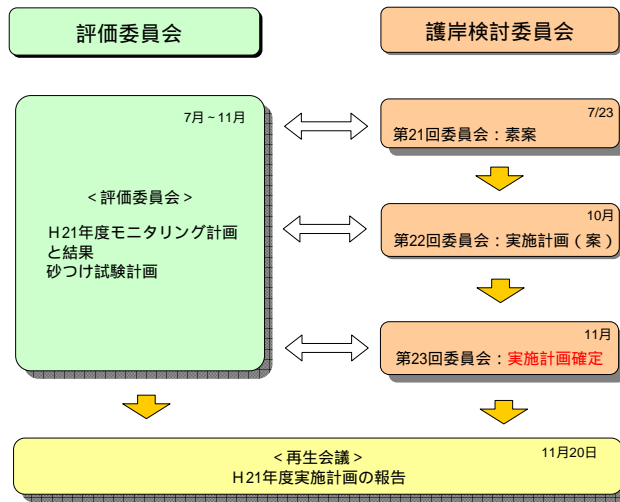 評価委員会
護岸検討委員会
7月～11月
＜評価委員会＞
H21年度モニタリング計画
と結果
砂つけ試験計画
7/23
第21回委員会：素案
10月
第22回委員会：実施計画（案）
11月
第23回委員会：実施計画確定
＜再生会議＞
11月20日
H21年度実施計画の報告